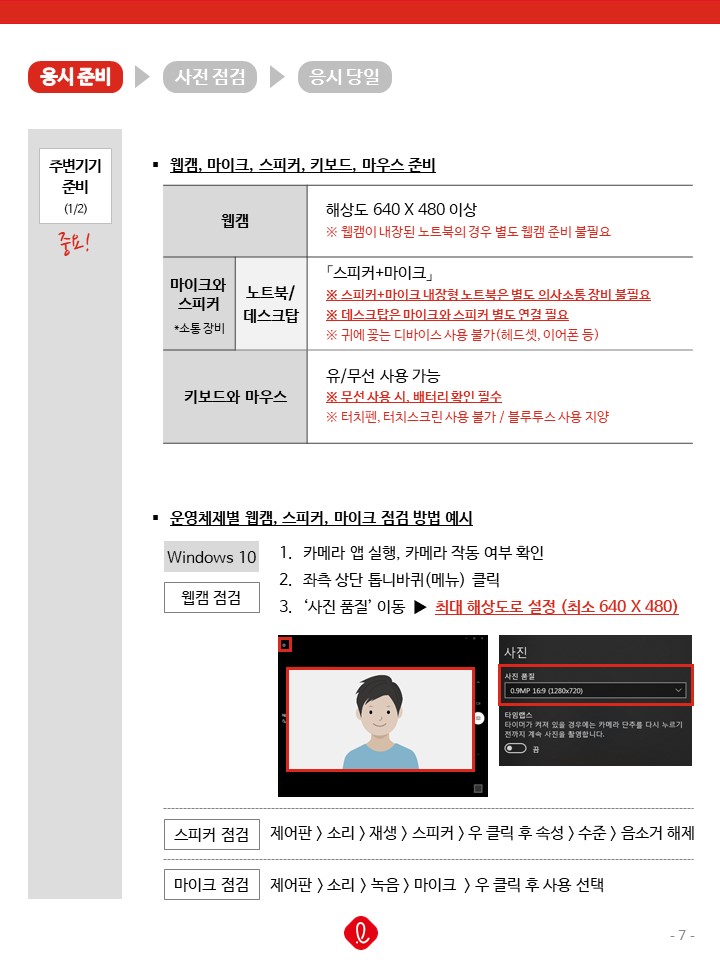 응시 준비
사전 점검
응시 당일
주변기기
준비
(1/2)
중요!
▪ 웹캠, 마이크, 스피커, 키보드, 마우스 준비
웹캠
해상도 640 X 480 이상
※ 웹캠이 내장된 노트북의 경우 별도 웹캠 준비 불필요
마이크와
스피커
*소통 장비
노트북/
데스크탑
「스피커+마이크」
※ 스피커+마이크 내장형 노트북은 별도 의사소통 장비 불필요
※ 데스크탑은 마이크와 스피커 별도 연결 필요
※ 귀에 꽂는 디바이스 사용 불가(헤드셋, 이어폰 등)
키보드와 마우스
유/무선 사용 가능
※ 무선 사용 시, 배터리 확인 필수
※ 터치펜, 터치스크린 사용 불가 / 블루투스 사용 지양
▪ 운영체제별 웹캠, 스피커, 마이크 점검 방법 예시
Windows 10
웹캠 점검
1. 카메라 앱 실행, 카메라 작동 여부 확인
2. 좌측 상단 톱니바퀴(메뉴) 클릭
3. ‘사진 품질’ 이동 ▶ 최대 해상도로 설정 (최소 640 X 480)
사진
사진 품질
0.9MP 16:9 (1280x720)
타임랩스
타이머가 켜져 있을 경우에는 카메라 단추를 다시 누르기
전까지 계속 사진을 촬영합니다.
끔
스피커 점검
제어판 > 소리 > 재생 > 스피커 > 우 클릭 후 속성 > 수준 > 음소거 해제
마이크 점검
제어판 > 소리 > 녹음 > 마이크 > 우 클릭 후 사용 선택
- 7 -